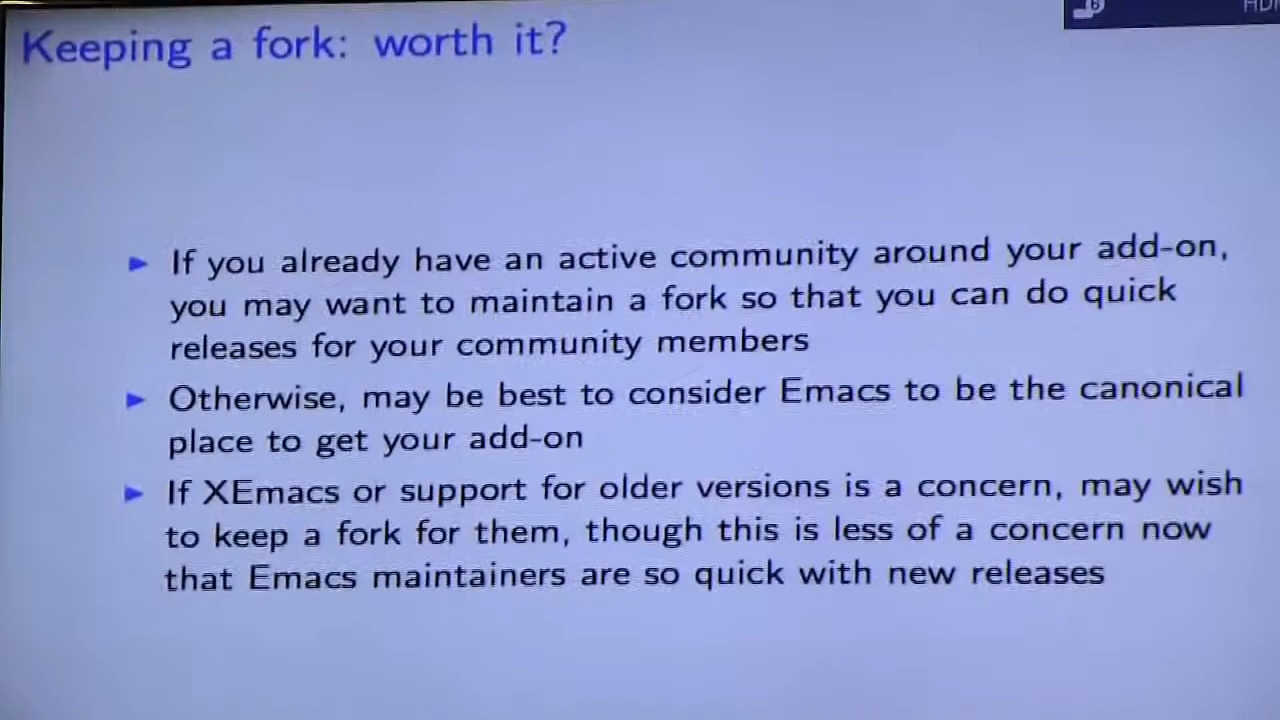 Keeping a fork: worth it?
If you already have an active community around your add-on,
you may want to maintain a fork so that you can do quick
releases for your community members
Otherwise, may be best to consider Emacs to be the canonical
place to get your add-on
If XEmacs or support for older versions is a concern, may wish
to keep a fork for them, though this is less of a concern now
that Emacs maintainers are so quick with new releases